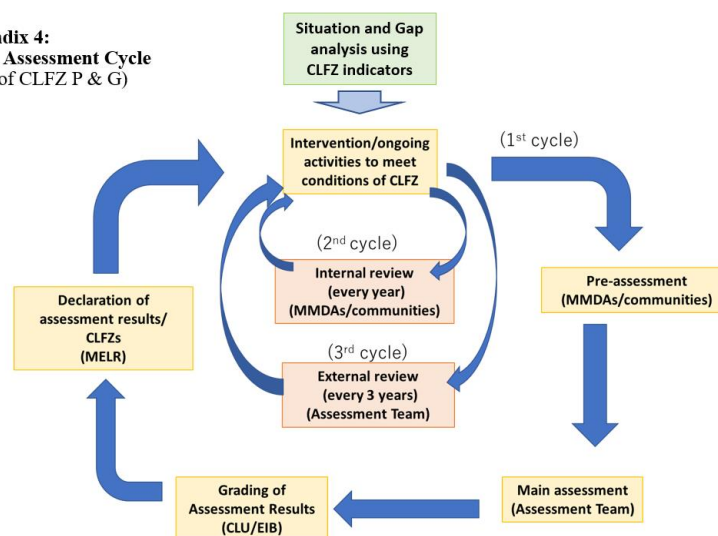 dix 4:
Assessment Cycle
of CLFZ P & G)
Situation and Gap
analysis using
CLFZ indicators
Intervention/ongoing
activities to meet
conditions of CLFZ
(1st cycle)
(2nd cycle)
Internal review
(every year)
(MMDAs/communities)
Pre-assessment
(MMDAs/communities)
Declaration of
assessment results/
CLFZs
(MELR)
(3rd cycle)
External review
(every 3 years)
(Assessment Team)
Grading of
Assessment Results
(CLU/EIB)
Main assessment
(Assessment Team)